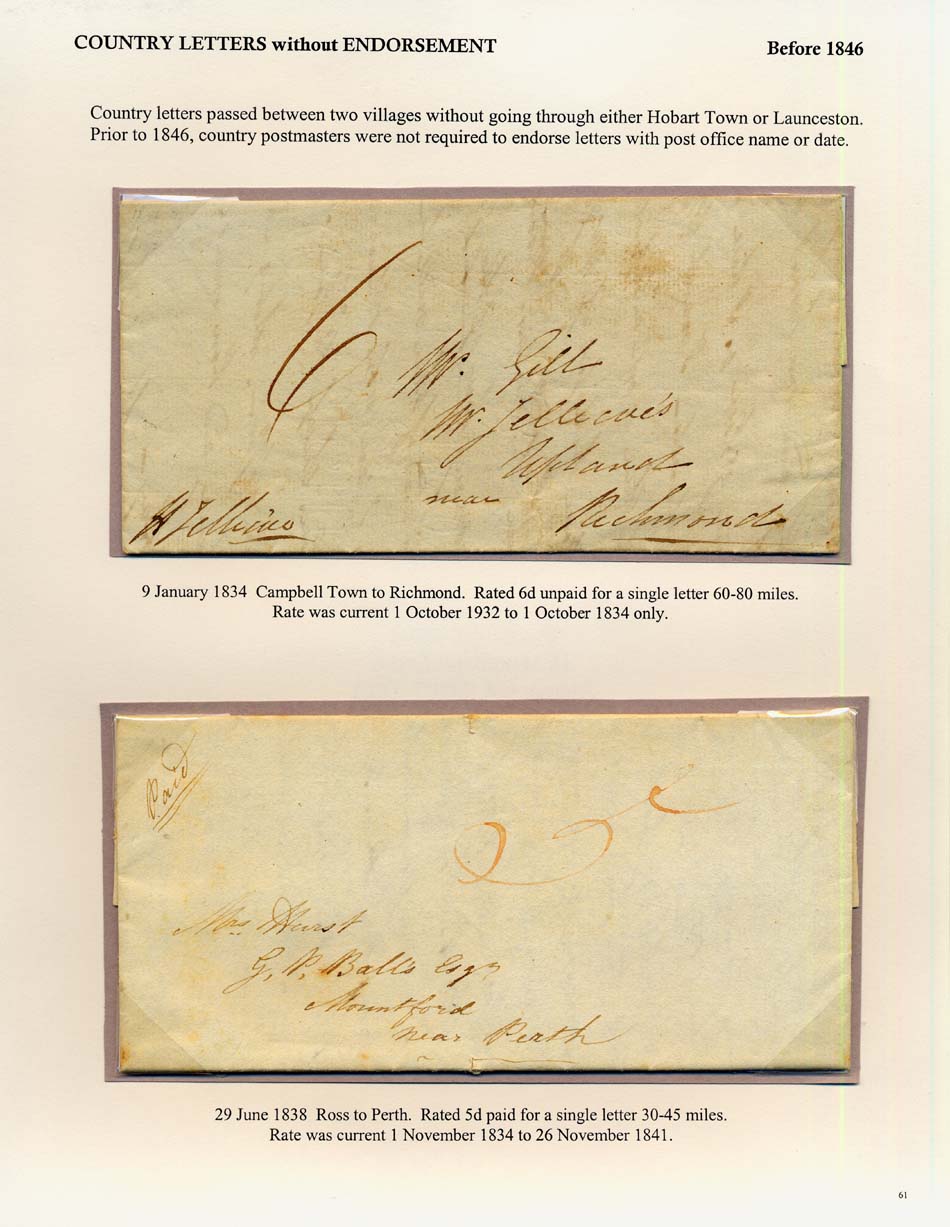 COUNTRY LETTERS without ENDORSEMENT
Before 1846
Country letters passed between two villages without going through either Hobart Town or Launceston.
Prior to 1846, country postmasters were not required to endorse letters with post office name or date.
6
Mr. Gill
Mr. Jellicoe's
Upland
near Richmond
H Jellicoe
9 January 1834 Campbell Town to Richmond. Rated 6d unpaid for a single letter 60-80 miles.
Rate was current 1 October 1932 to 1 October 1834 only.
Paid
5
Mrs Hurst
G. P. Ball's Esqr
Mountford
near Perth
29 June 1838 Ross to Perth. Rated 5d paid for a single letter 30-45 miles.
Rate was current 1 November 1834 to 26 November 1841.
61